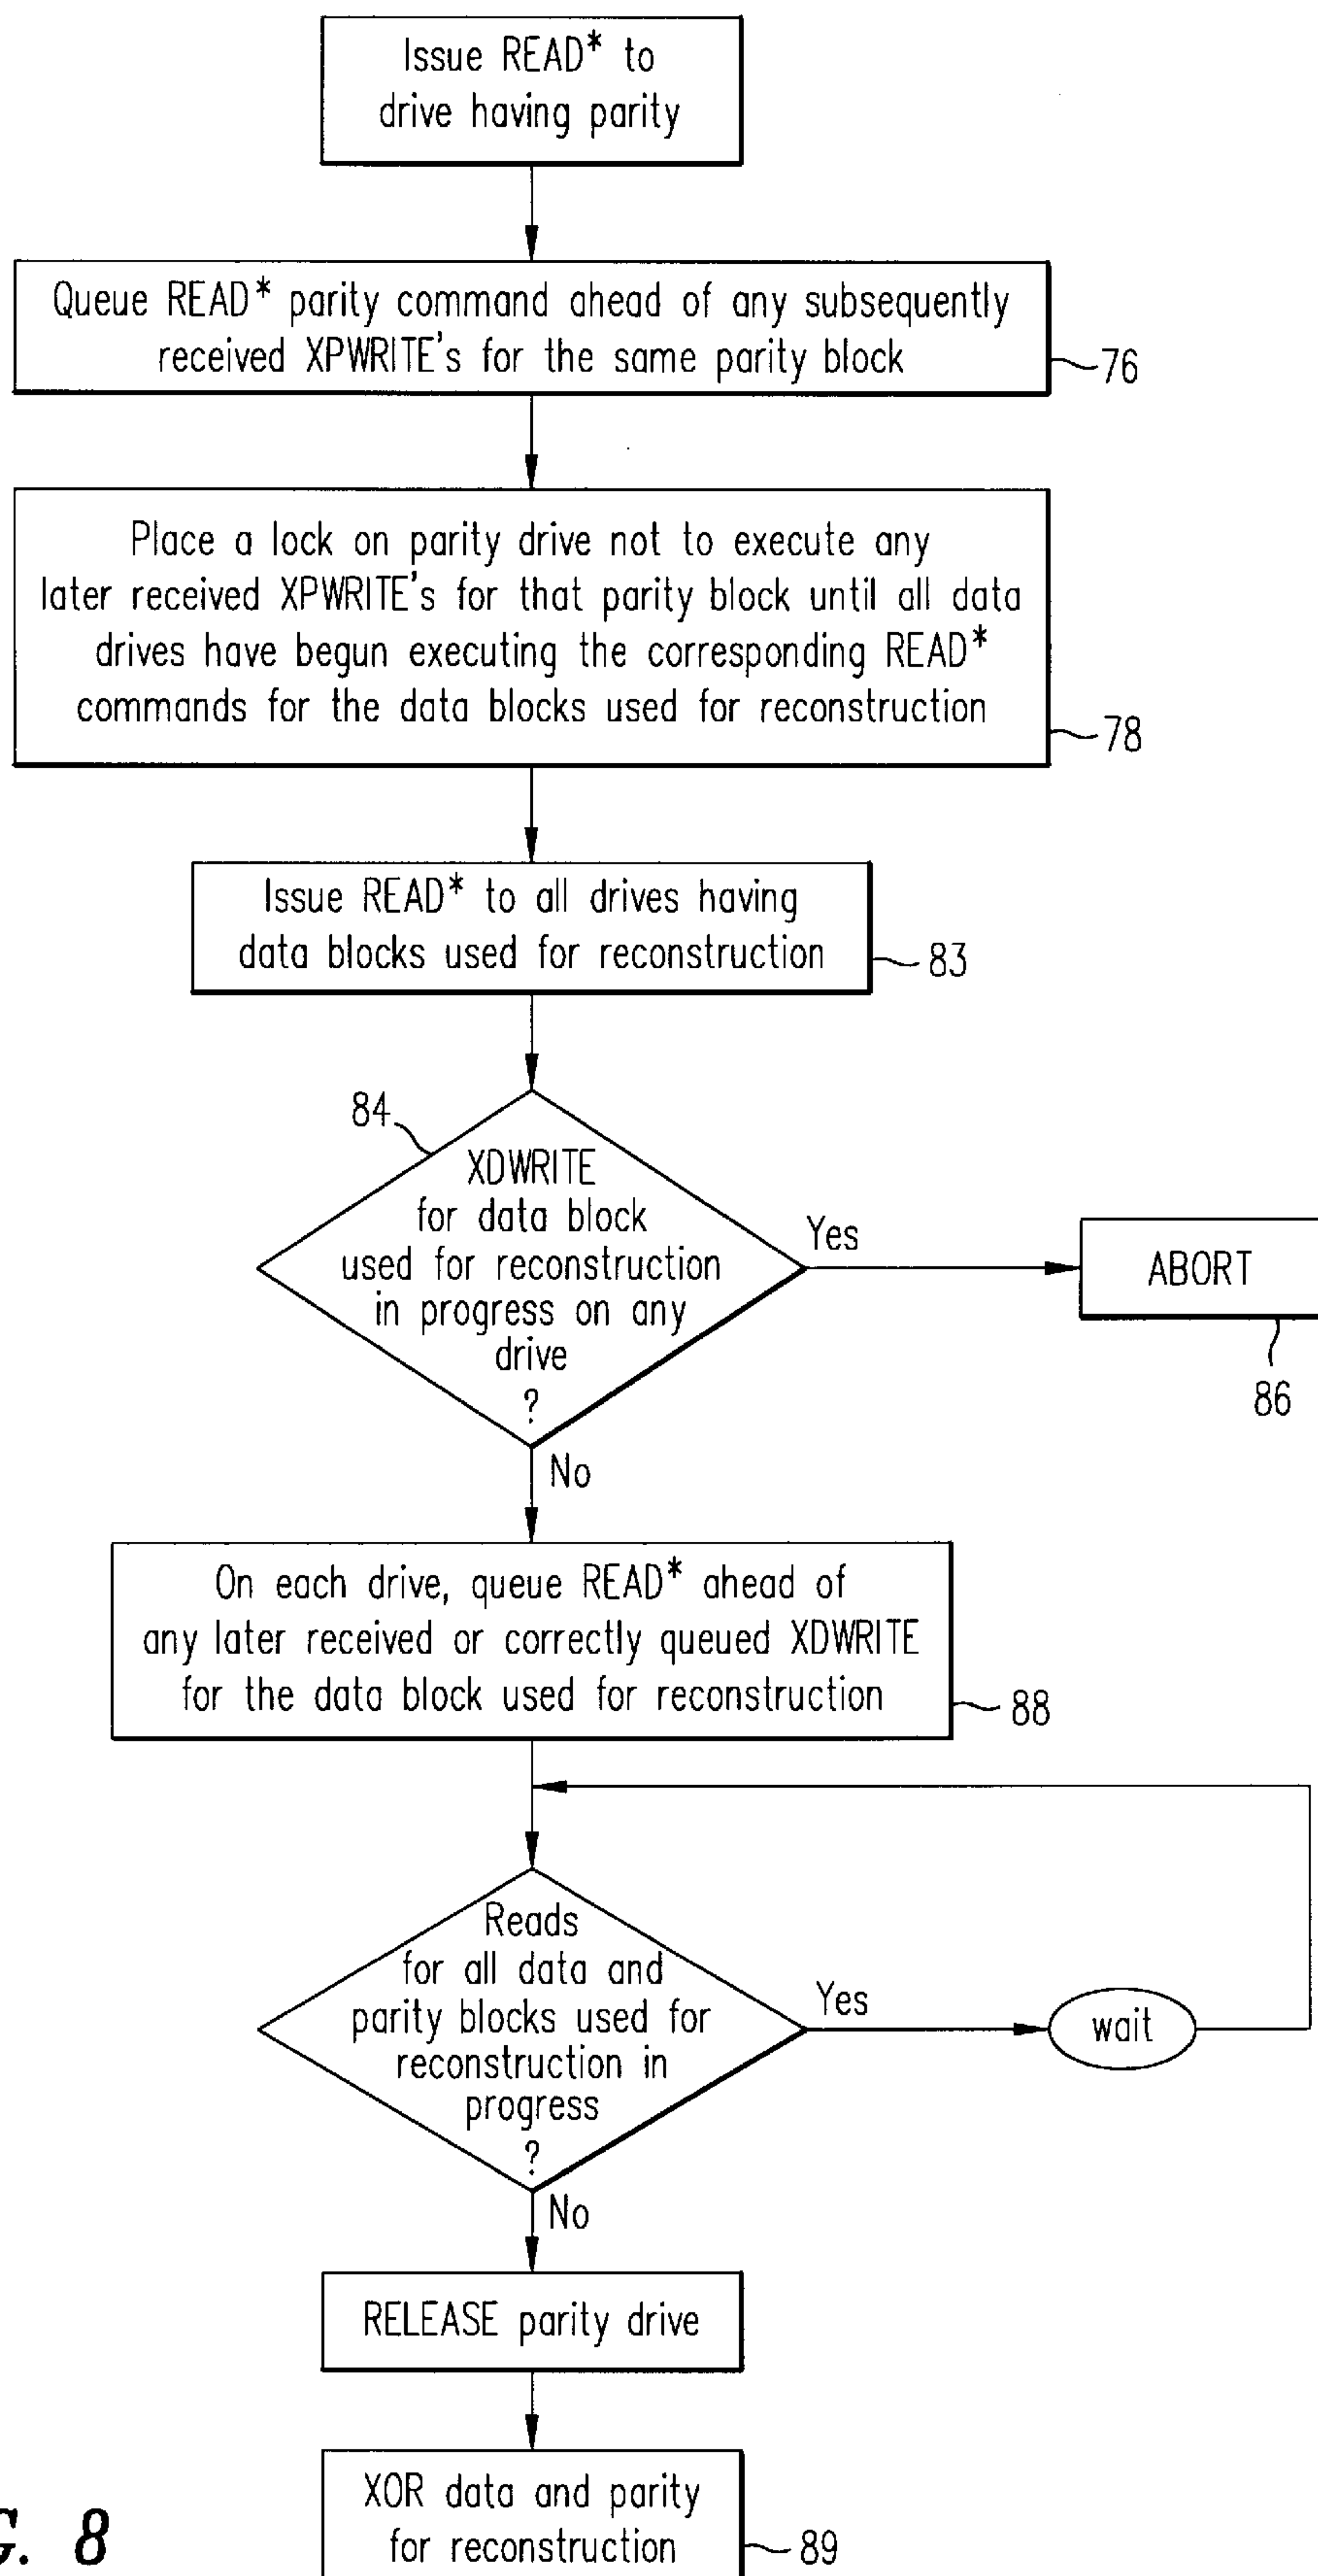 Issue READ* to
drive having parity
Queue READ* parity command ahead of any subsequently
received XPWRITE's for the same parity block
76
Place a lock on parity drive not to execute any
later received XPWRITE's for that parity block until all data
drives have begun executing the corresponding READ*
commands for the data blocks used for reconstruction
78
Issue READ* to all drives having
data blocks used for reconstruction
83
84
XDWRITE
for data block
used for reconstruction
in progress on any
drive
?
Yes
ABORT
86
No
On each drive, queue READ* ahead of
any later received or correctly queued XDWRITE
for the data block used for reconstruction
88
Reads
for all data and
parity blocks used for
reconstruction in
progress
?
Yes
wait
No
RELEASE parity drive
XOR data and parity
for reconstruction
89
G. 8